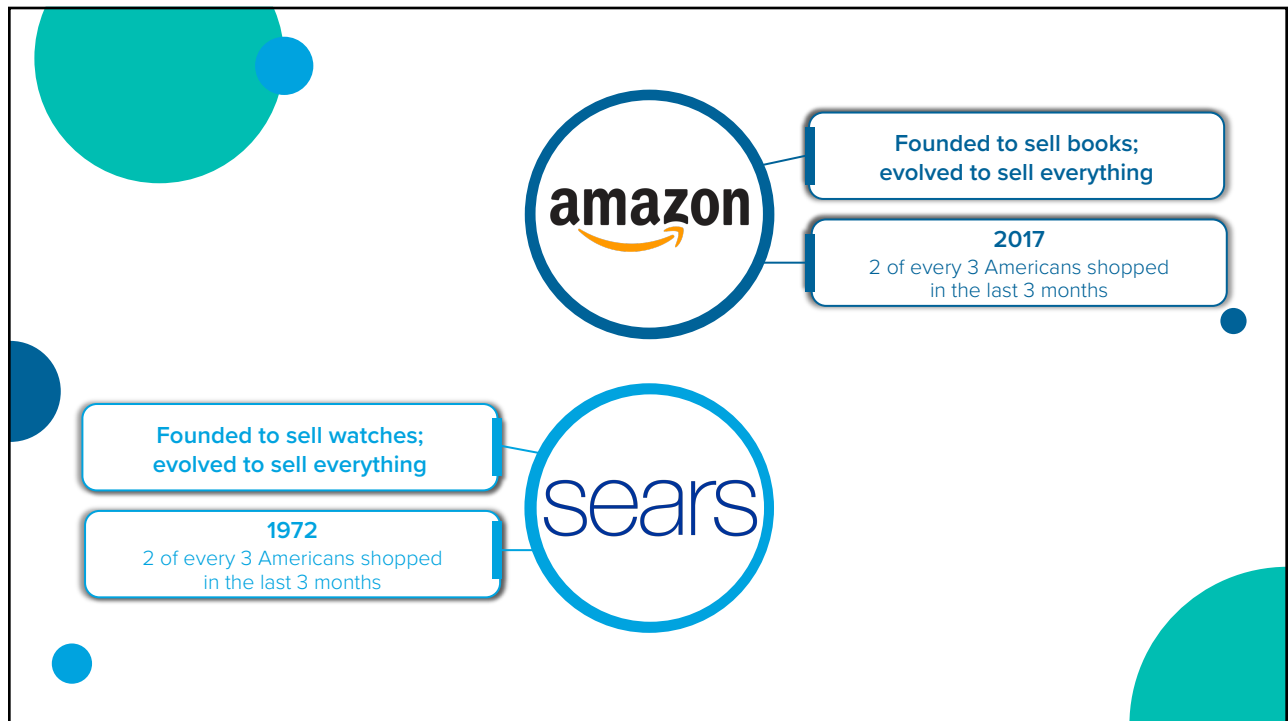 amazon
Founded to sell books;
evolved to sell everything
2017
2 of every 3 Americans shopped
in the last 3 months
Founded to sell watches;
evolved to sell everything
1972
2 of every 3 Americans shopped
in the last 3 months
sears